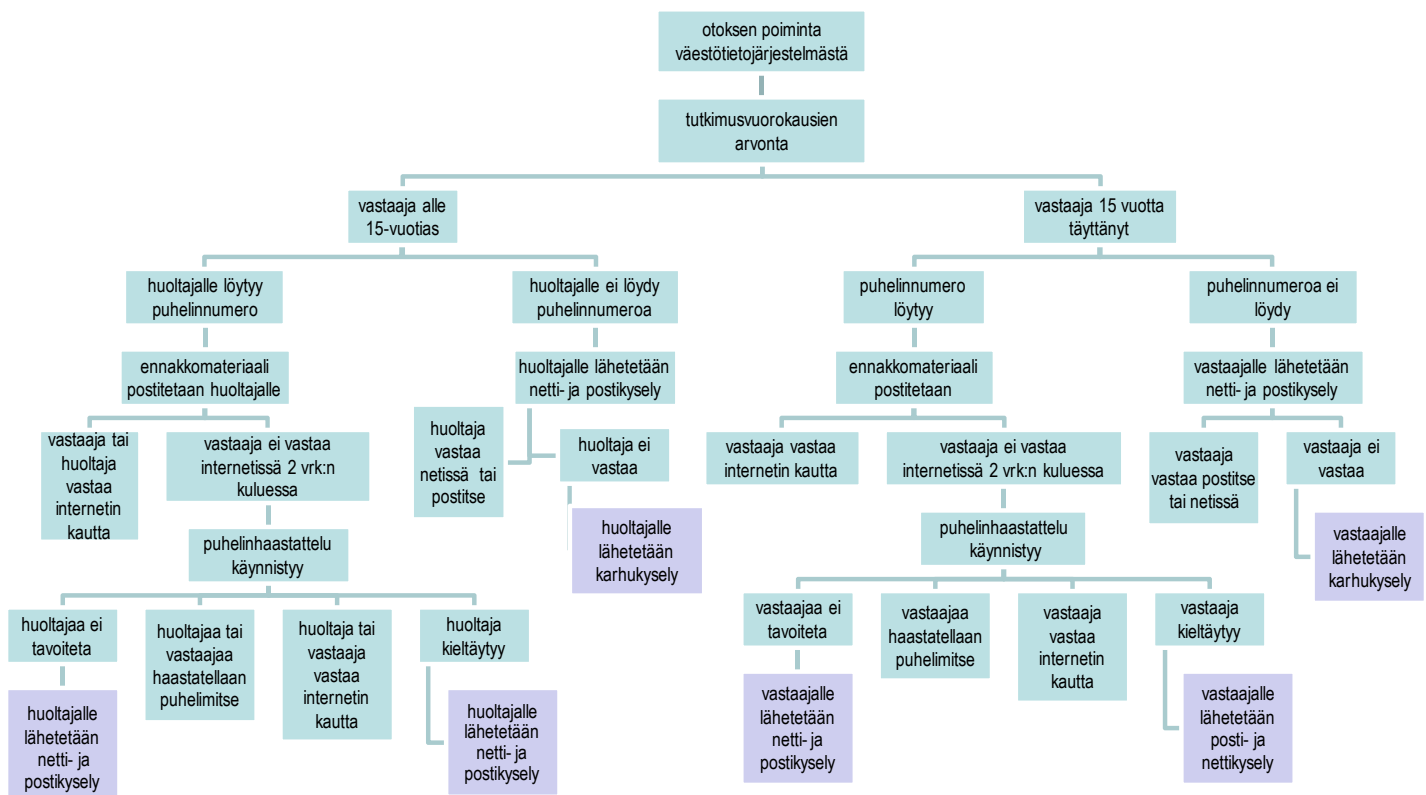 otoksen poiminta
väestötietojärjestelmästä
tutkimusvuorokausien
arvonta
vastaaja alle
15-vuotias
vastaaja 15 vuotta
täyttänyt
huoltajalle löytyy
puhelinnumero
huoltajalle ei löydy
puhelinnumeroa
puhelinnumero
löytyy
puhelinnumeroa ei
löydy
ennakkomateriaali
postitetaan huoltajalle
huoltajalle lähetetään
netti- ja postikysely
ennakkomateriaali
postitetaan
vastaajalle lähetetään
netti- ja postikysely
vastaaja tai
huoltaja
vastaa
internetin
kautta
vastaaja ei vastaa
internetissä 2 vrk:n
kuluessa
huoltaja
vastaa
netissä tai
postitse
huoltaja ei
vastaa
vastaaja vastaa
internetin kautta
vastaaja ei vastaa
internetissä 2 vrk:n
kuluessa
vastaaja
vastaa postitse
tai netissä
vastaaja ei
vastaa
puhelinhaastattelu
käynnistyy
huoltajalle
lähetetään
karhukysely
puhelinhaastattelu
käynnistyy
vastaajalle
lähetetään
karhukysely
huoltajaa ei
tavoiteta
huoltajaa tai
vastaajaa
haastatellaan
puhelimitse
huoltaja tai
vastaaja
vastaa
internetin
kautta
huoltaja
kieltäytyy
vastaajaa ei
tavoiteta
vastaajaa
haastatellaan
puhelimitse
vastaaja
vastaa
internetin
kautta
vastaaja
kieltäytyy
huoltajalle
lähetetään
netti- ja
postikysely
huoltajalle
lähetetään
netti- ja
postikysely
vastaajalle
lähetetään
netti- ja
postikysely
vastaajalle
lähetetään
posti- ja
nettikysely